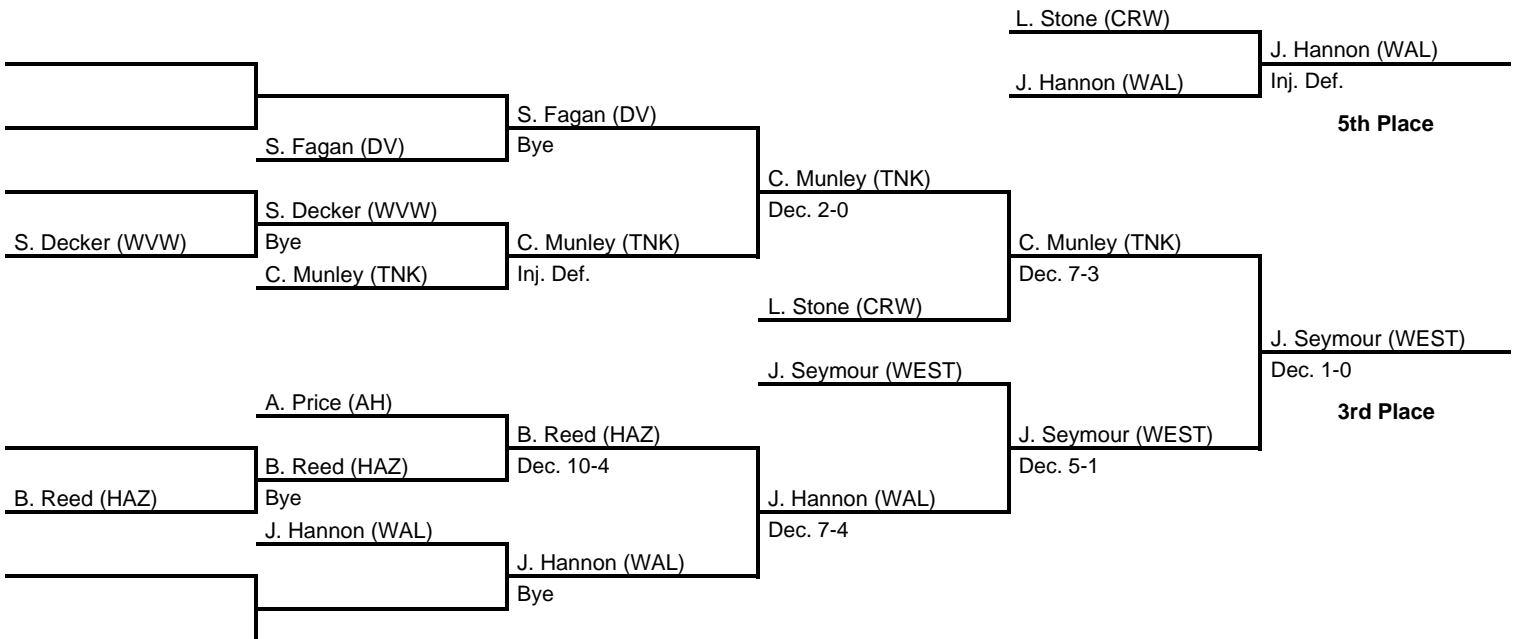 L. Stone (CRW)
J. Hannon (WAL)
J. Hannon (WAL)
Inj. Def.
5th Place
S. Fagan (DV)
S. Fagan (DV)
Bye
C. Munley (TNK)
Dec. 2-0
S. Decker (WVW)
S. Decker (WVW)
Bye
C. Munley (TNK)
C. Munley (TNK)
Inj. Def.
C. Munley (TNK)
Dec. 7-3
L. Stone (CRW)
J. Seymour (WEST)
Dec. 1-0
3rd Place
J. Seymour (WEST)
A. Price (AH)
B. Reed (HAZ)
Dec. 10-4
J. Seymour (WEST)
Dec. 5-1
B. Reed (HAZ)
B. Reed (HAZ)
Bye
J. Hannon (WAL)
Dec. 7-4
J. Hannon (WAL)
J. Hannon (WAL)
Bye